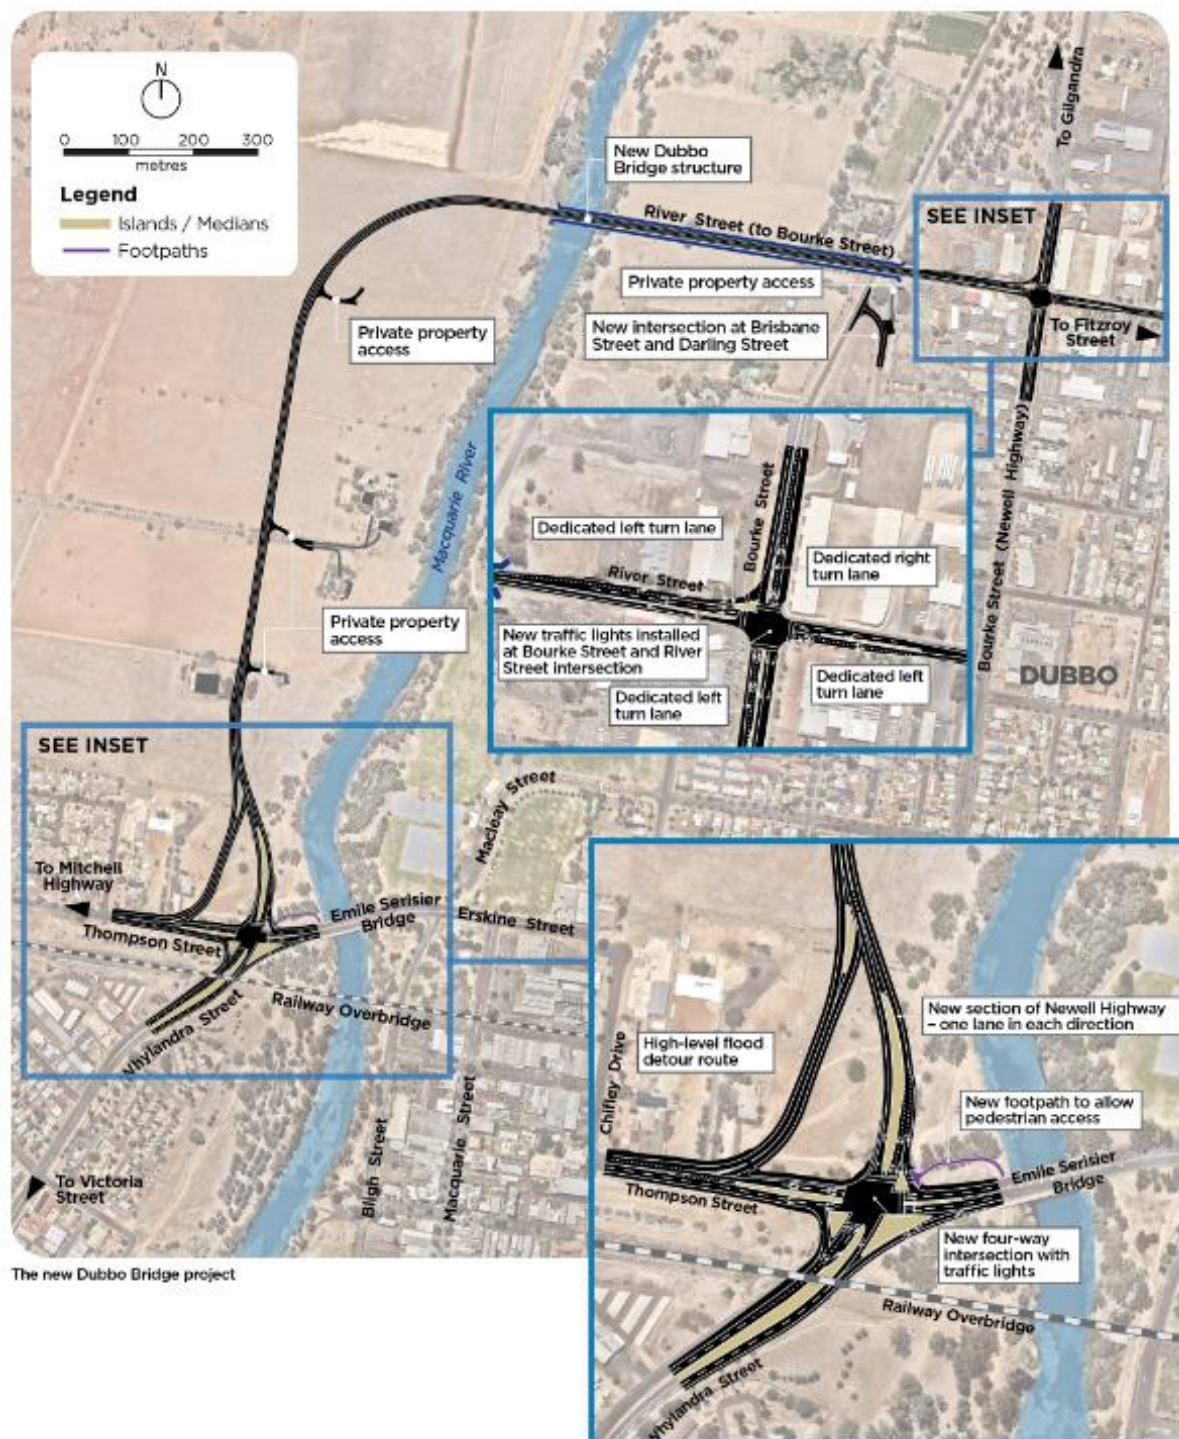 N
0 100 200 300
metres
Legend
Islands / Medians
Footpaths
To Gilgandra
New Dubbo
Bridge structure
River Street (to Bourke Street)
SEE INSET
Private property access
Private property
access
New intersection at Brisbane
Street and Darling Street
To Fitzroy
Street
Macquarie River
Bourke Street (Newell Highway)
Bourke Street
Dedicated left turn lane
Dedicated right
turn lane
River Street
New traffic lights installed
at Bourke Street and River
Street intersection
Dedicated left
turn lane
Dedicated left
turn lane
DUBBO
Private property
access
SEE INSET
Macleay Street
To Mitchell
Highway
Emile Serisier
Bridge
Erskine Street
Thompson Street
Whylandra Street
Railway Overbridge
Bligh Street
Macquarie Street
To Victoria
Street
High-level flood
detour route
Chifley Drive
New section of Newell Highway
– one lane in each direction
New footpath to allow
pedestrian access
Emile Serisier
Bridge
Thompson Street
New four-way
intersection with
traffic lights
Railway Overbridge
Whylandra Street
The new Dubbo Bridge project